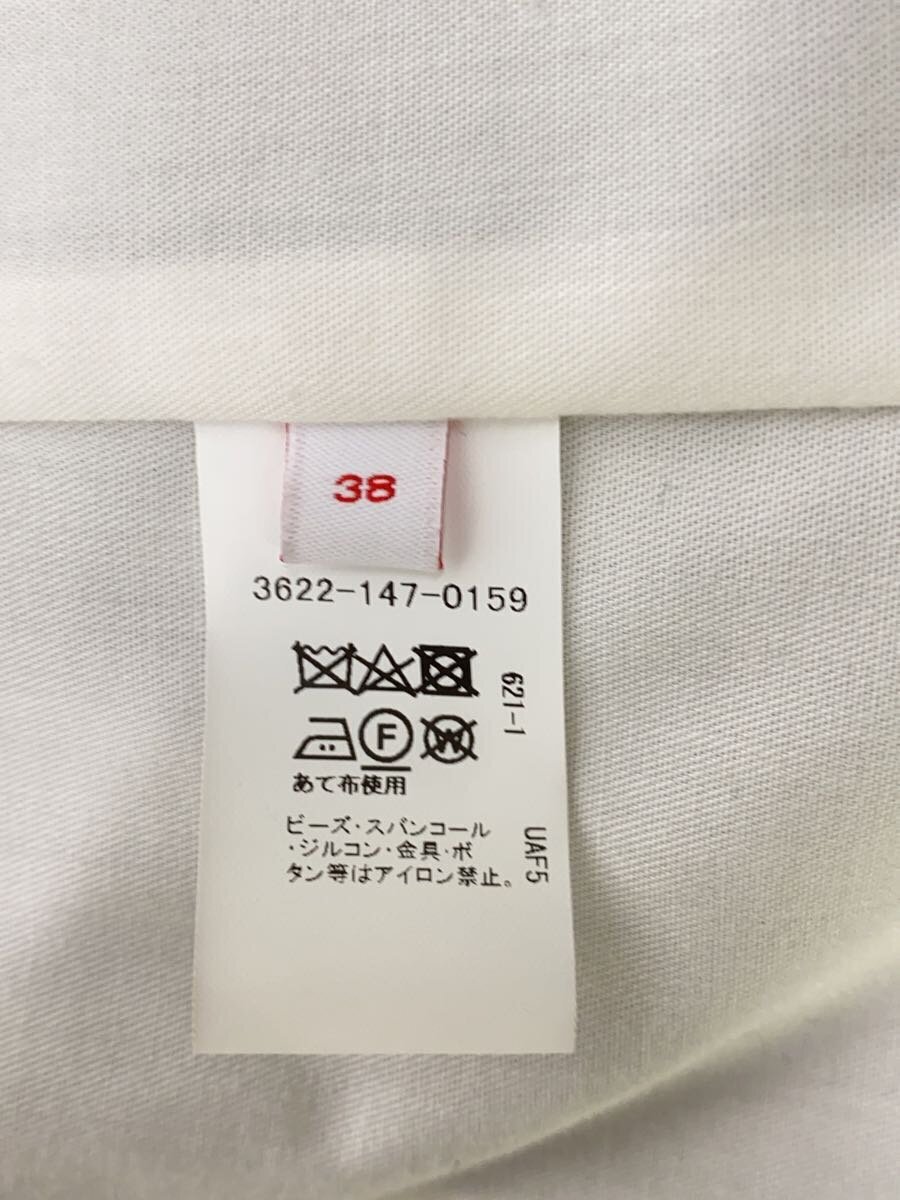 38
3622-147-0159
621-1
F
W
あて布使用
ビーズ・スパンコール
・ジルコン・金具・ボ
タン等はアイロン禁止。
UAF5